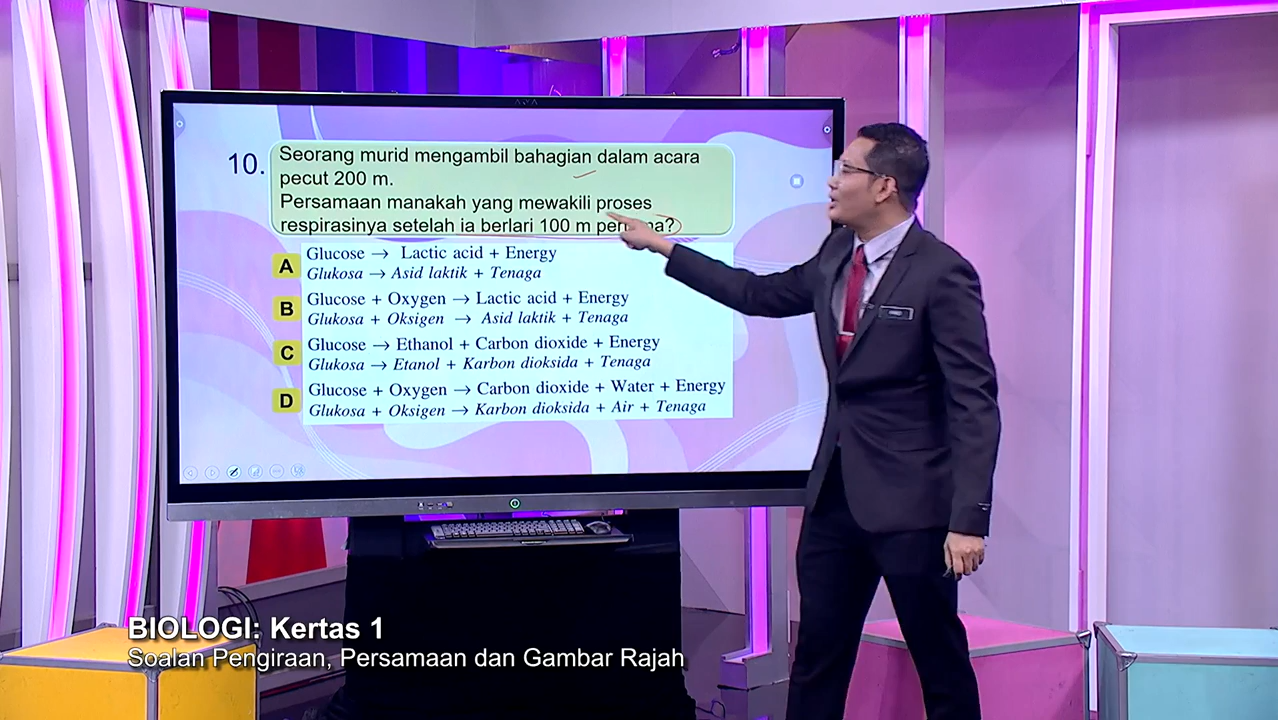 10.
Seorang murid mengambil bahagian dalam acara
pecut 200 m.
Persamaan manakah yang mewakili proses
respirasinya setelah ia berlari 100 m
A
Glucose → Lactic acid + Energy
Glukosa → Asid laktik + Tenaga
B
Glucose + Oxygen → Lactic acid + Energy
Glukosa + Oksigen → Asid laktik + Tenaga
C
Glucose → Ethanol + Carbon dioxide + Energy
Glukosa → Etanol + Karbon dioksida + Tenaga
D
Glucose + Oxygen → Carbon dioxide + Water + Energy
Glukosa + Oksigen → Karbon dioksida + Air + Tenaga
BIOLOGI: Kertas 1
Soalan Pengiraan, Persamaan dan Gambar Rajah